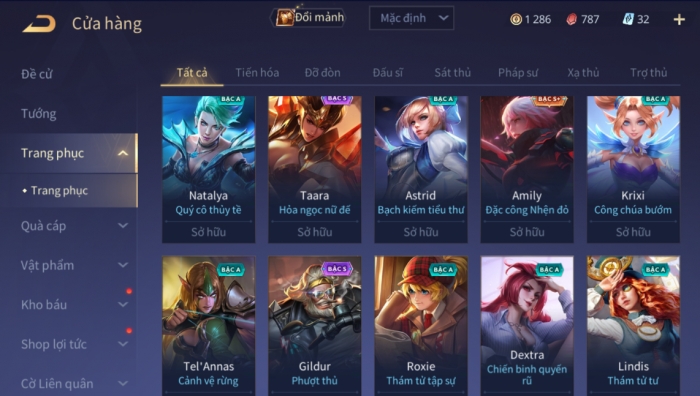 Cửa hàng
Đổi mảnh
Mặc định
1 286
787
32
Đề cử
Tướng
Trang phục
Trang phục
Quà cáp
Vật phẩm
Kho báu
Shop lợi tức
Cờ Liên quân
Tất cả
Tiến hóa
Đỡ đòn
Đấu sĩ
Sát thủ
Pháp sư
Xạ thủ
Trợ thủ
BẬC A
Natalya
Quý cô thủy tề
Sở hữu
BẬC S
Taara
Hỏa ngọc nữ đế
Sở hữu
BẬC A
Astrid
Bạch kiếm tiểu thư
Sở hữu
BẬC S+
Amily
Đặc công Nhện đỏ
Sở hữu
BẬC A
Krixi
Công chúa bướm
Sở hữu
BẬC A
Tel'Annas
Cảnh vệ rừng
BẬC S
Gildur
Phượt thủ
BẬC A
Roxie
Thám tử tập sự
BẬC A
Dextra
Chiến binh quyến
rũ
BẬC A
Lindis
Thám tử tư